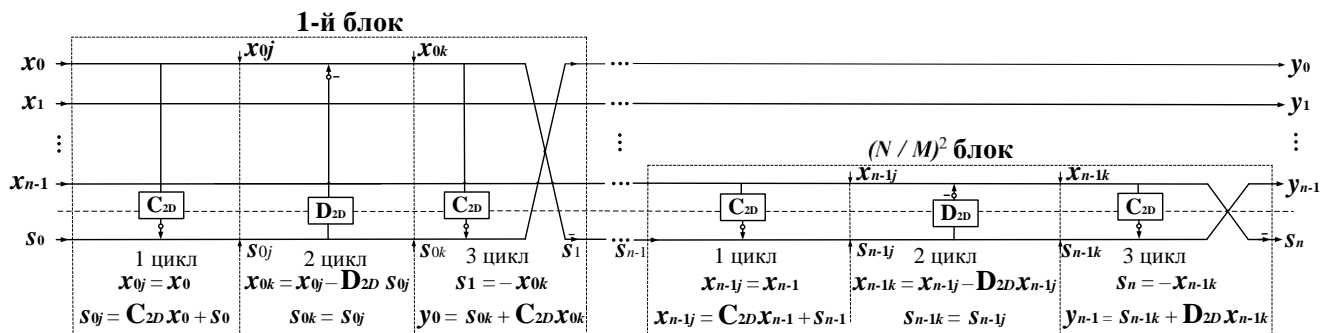 1-й блок
x0j x0k
x0 ... y0
x1 ... y1
⋮ ⋮ ⋮
(N / M)² блок
xn-1j xn-1k
xn-1 yn-1
C2D D2D C2D C2D D2D C2D
s0 s0j s0k s1 ... sn-1 sn-1j sn-1k sn
1 цикл 2 цикл 3 цикл 1 цикл 2 цикл 3 цикл
x0j = x0 x0k = x0j – D2D s0j s1 = – x0k xn-1j = xn-1 xn-1k = xn-1j – D2D xn-1j sn = – xn-1k
s0j = C2D x0 + s0 s0k = s0j y0 = s0k + C2D x0k xn-1j = C2D xn-1 + sn-1 sn-1k = sn-1j yn-1 = sn-1k + D2D xn-1k